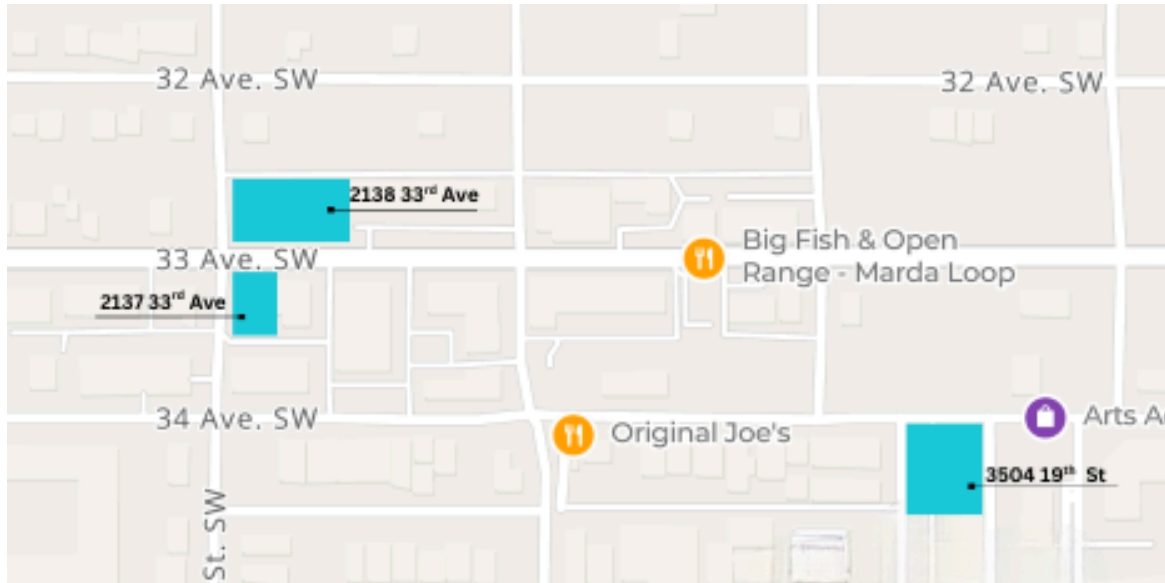 32 Ave. SW
32 Ave. SW
2138 33rd Ave
33 Ave. SW
Big Fish & Open
Range - Marda Loop
2137 33rd Ave
34 Ave. SW
Original Joe's
Arts
3504 19th St
St. SW